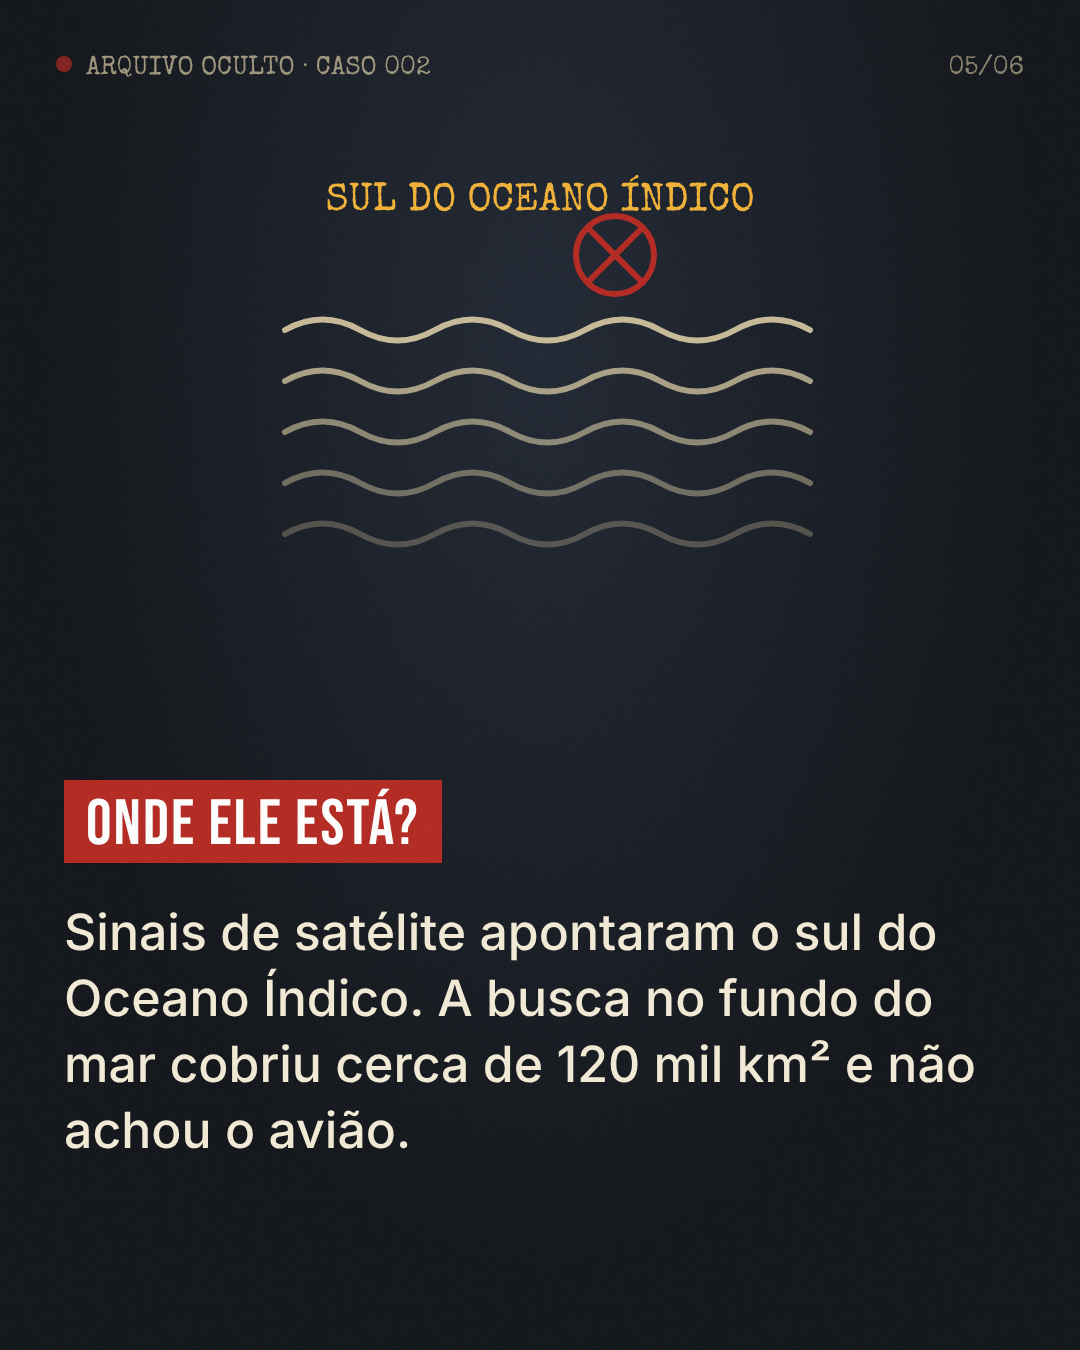 ARQUIVO OCULTO · CASO 002
05/06
SUL DO OCEANO ÍNDICO
ONDE ELE ESTÁ?
Sinais de satélite apontaram o sul do
Oceano Índico. A busca no fundo do
mar cobriu cerca de 120 mil km² e não
achou o avião.